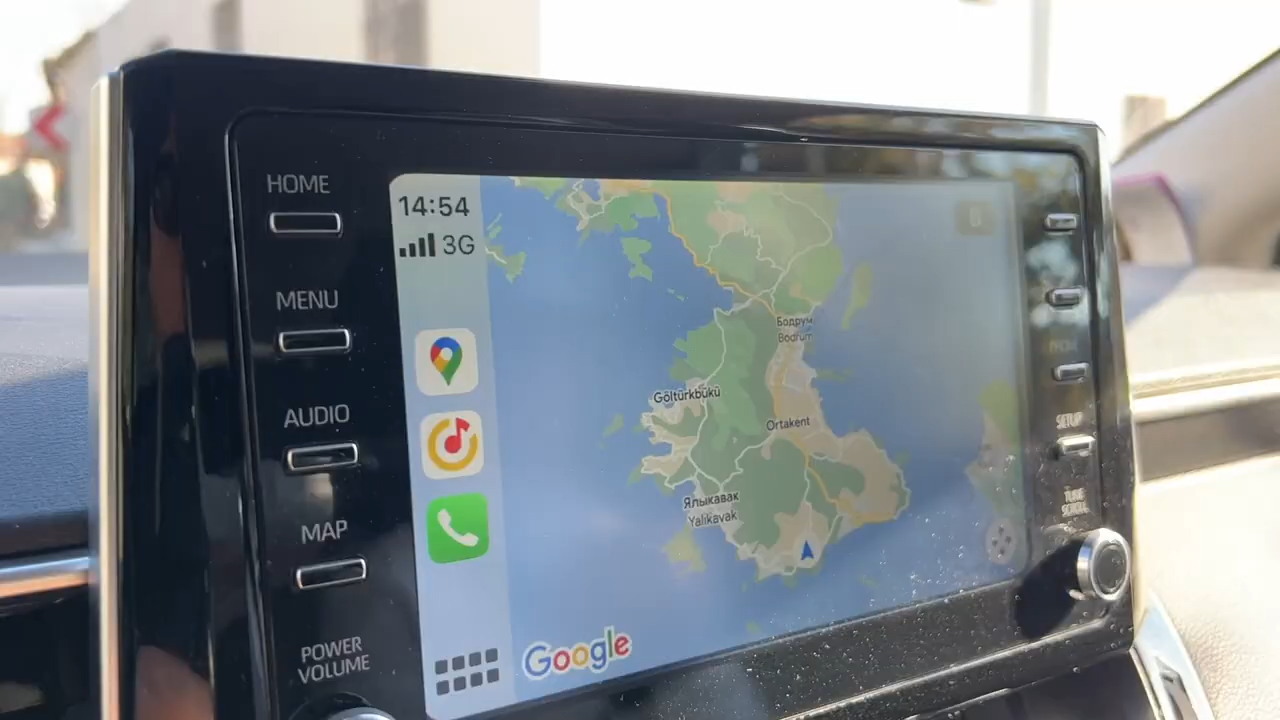 HOME
MENU
AUDIO
MAP
POWER
VOLUME
14:54
3G
Бодрум
Bodrum
Göltürkbükü
Ortakent
Ялыкавак
Yalıkavak
Google
SETUP
TUNE
SCROLL